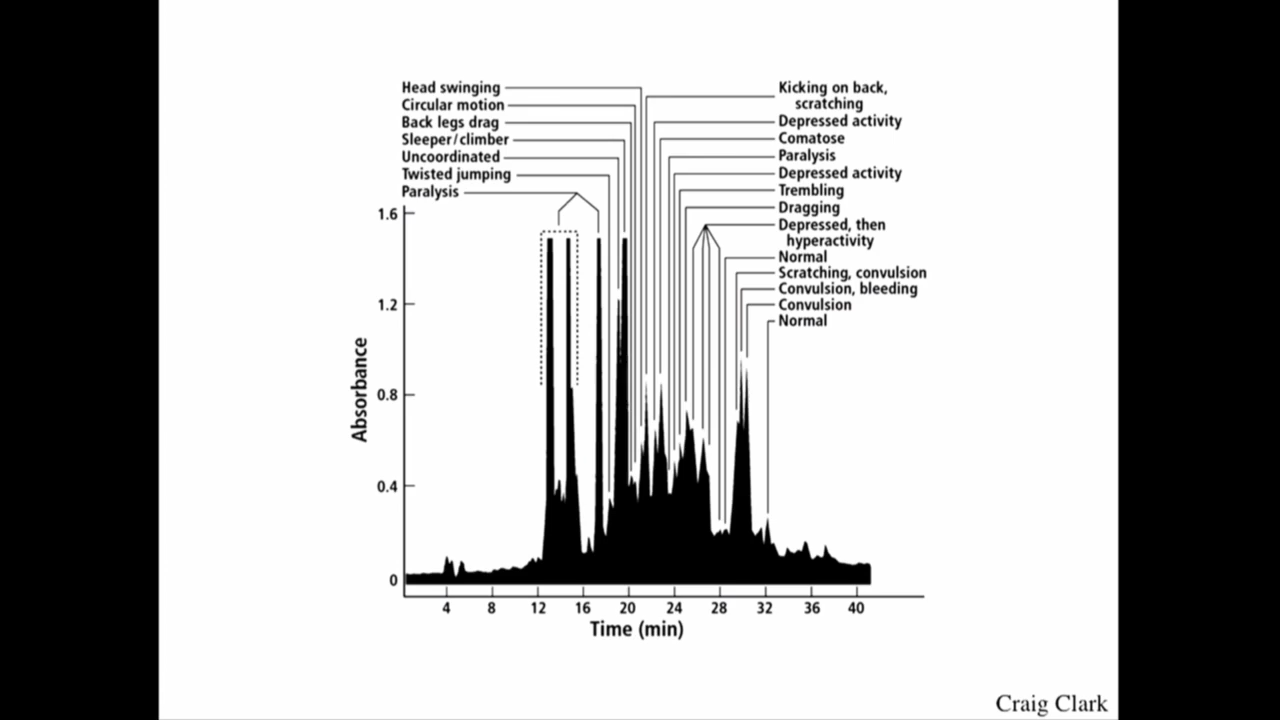 Head swinging
Circular motion
Back legs drag
Sleeper/climber
Uncoordinated
Twisted jumping
Paralysis
Kicking on back,
scratching
Depressed activity
Comatose
Paralysis
Depressed activity
Trembling
Dragging
Depressed, then
hyperactivity
Normal
Scratching, convulsion
Convulsion, bleeding
Convulsion
Normal
1.6
1.2
0.8
0.4
0
Absorbance
4 8 12 16 20 24 28 32 36 40
Time (min)
Craig Clark